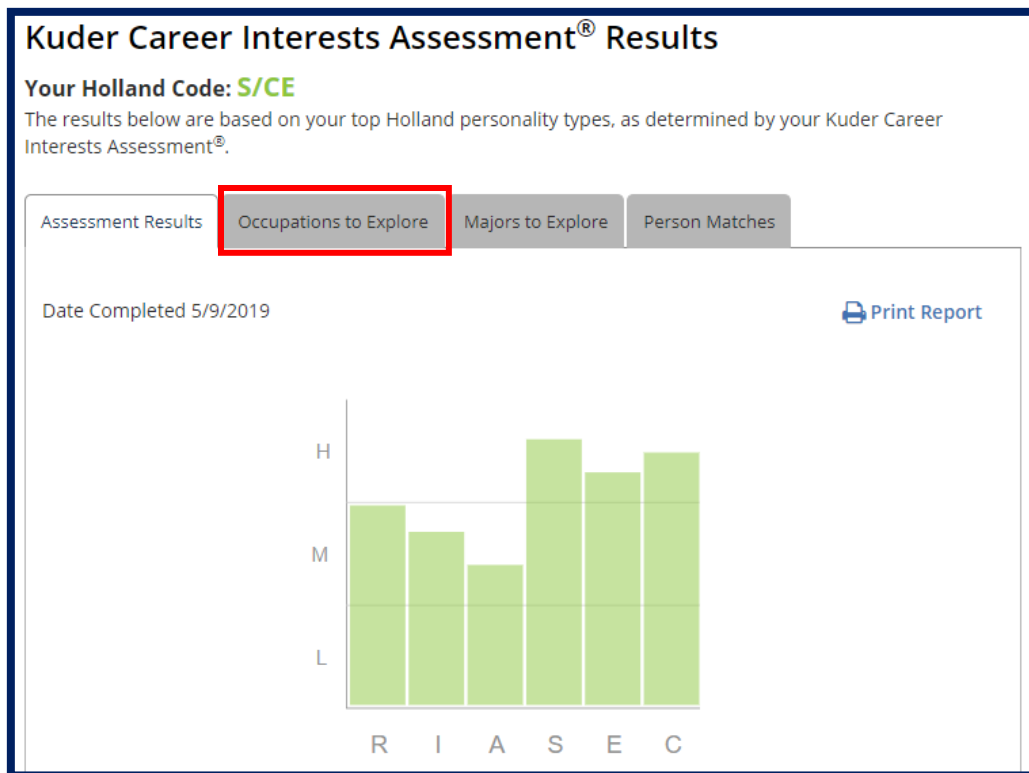 Kuder Career Interests Assessment® Results
Your Holland Code: S/CE
The results below are based on your top Holland personality types, as determined by your Kuder Career
Interests Assessment®.
Assessment Results Occupations to Explore Majors to Explore Person Matches
Date Completed 5/9/2019 Print Report
H
M
L
R I A S E C